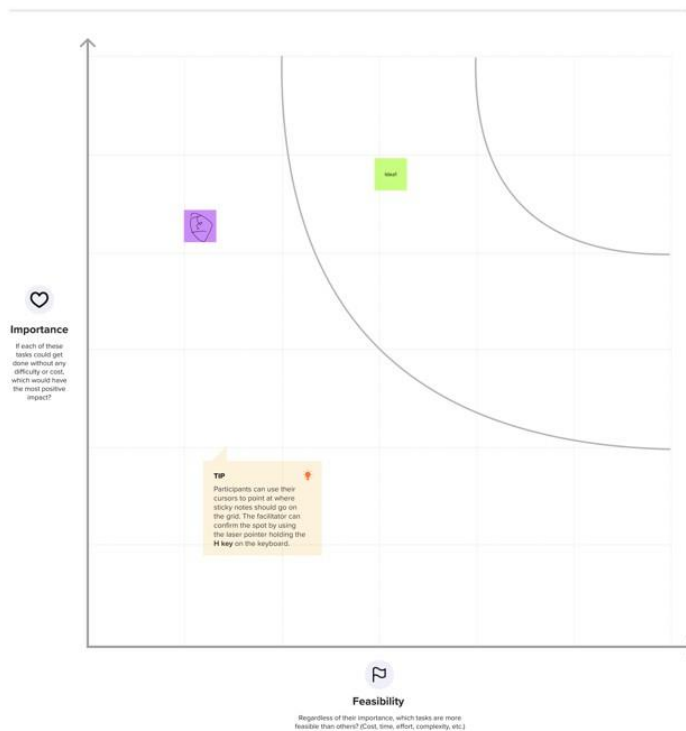 Idea!
Importance
If each of these
tasks could get
done without any
difficulty or cost,
which would have
the most positive
impact?
TIP
Participants can use their
cursors to point at where
sticky notes should go on
the grid. The facilitator can
confirm the spot by using
the laser pointer holding the
H key on the keyboard.
Feasibility
Regardless of their importance, which tasks are more
feasible than others? (Cost, time, effort, complexity, etc.)